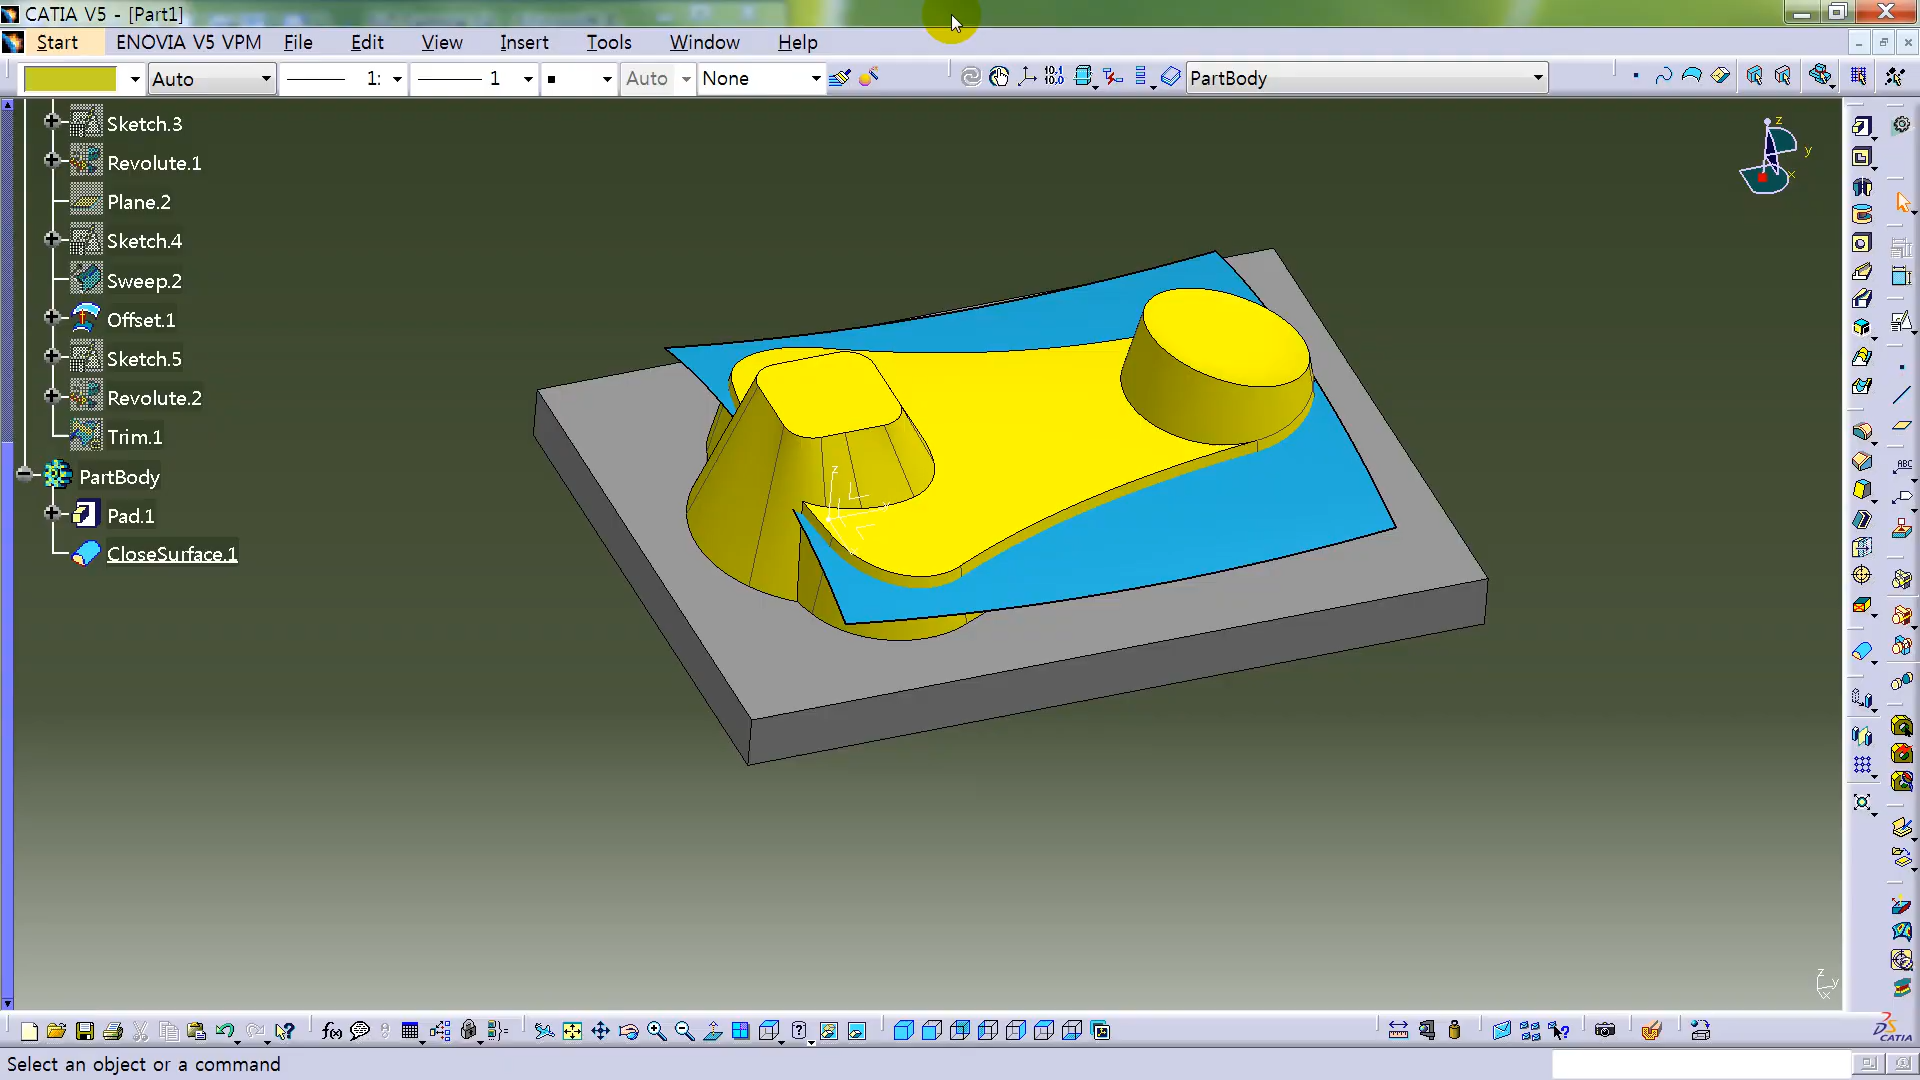 CATIA V5 - [Part1]
Start ENOVIA V5 VPM File Edit View Insert Tools Window Help
Auto 1: 1 Auto None PartBody
Sketch.3
Revolute.1
Plane.2
Sketch.4
Sweep.2
Offset.1
Sketch.5
Revolute.2
Trim.1
PartBody
Pad.1
CloseSurface.1
z
y
x
z
z
y
x
ABC
f(x)
CATIA
Select an object or a command